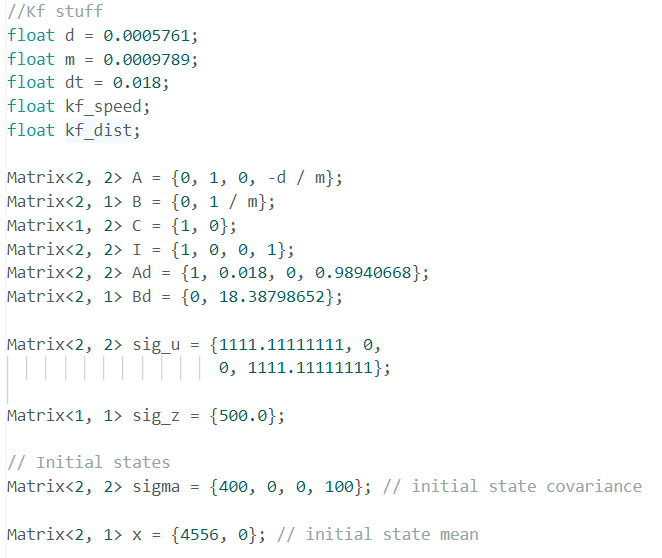 //Kf stuff
float d = 0.0005761;
float m = 0.0009789;
float dt = 0.018;
float kf_speed;
float kf_dist;
Matrix<2, 2> A = {0, 1, 0, -d / m};
Matrix<2, 1> B = {0, 1 / m};
Matrix<1, 2> C = {1, 0};
Matrix<2, 2> I = {1, 0, 0, 1};
Matrix<2, 2> Ad = {1, 0.018, 0, 0.98940668};
Matrix<2, 1> Bd = {0, 18.38798652};
Matrix<2, 2> sig_u = {1111.11111111, 0,
0, 1111.11111111};
Matrix<1, 1> sig_z = {500.0};
// Initial states
Matrix<2, 2> sigma = {400, 0, 0, 100}; // initial state covariance
Matrix<2, 1> x = {4556, 0}; // initial state mean